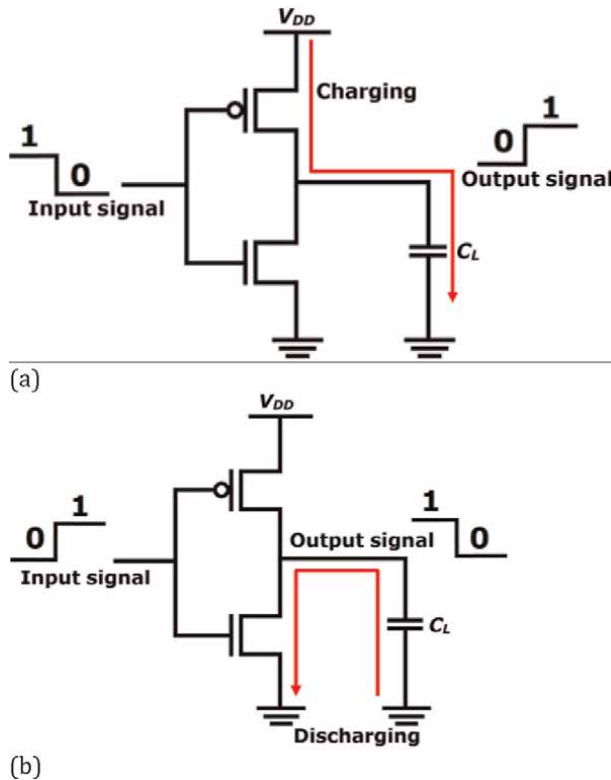 VDD
Charging
1
0
Input signal
0
1
Output signal
CL
(a)
VDD
0
1
Input signal
Output signal
1
0
CL
Discharging
(b)